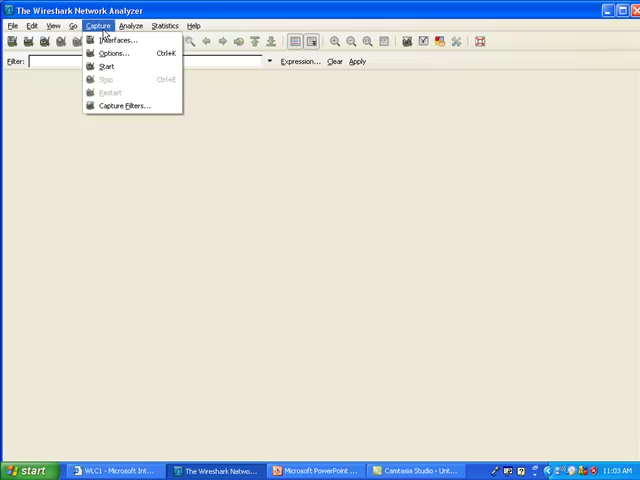 The Wireshark Network Analyzer
File Edit View Go Capture Analyze Statistics Help
Interfaces...
Options... Ctrl+K
Start
Stop Ctrl+E
Restart
Capture Filters...
Filter: Expression... Clear Apply
start WLC1 - Microsoft Int... The Wireshark Netwo... Microsoft PowerPoint ... Camtasia Studio - Unt... 11:03 AM